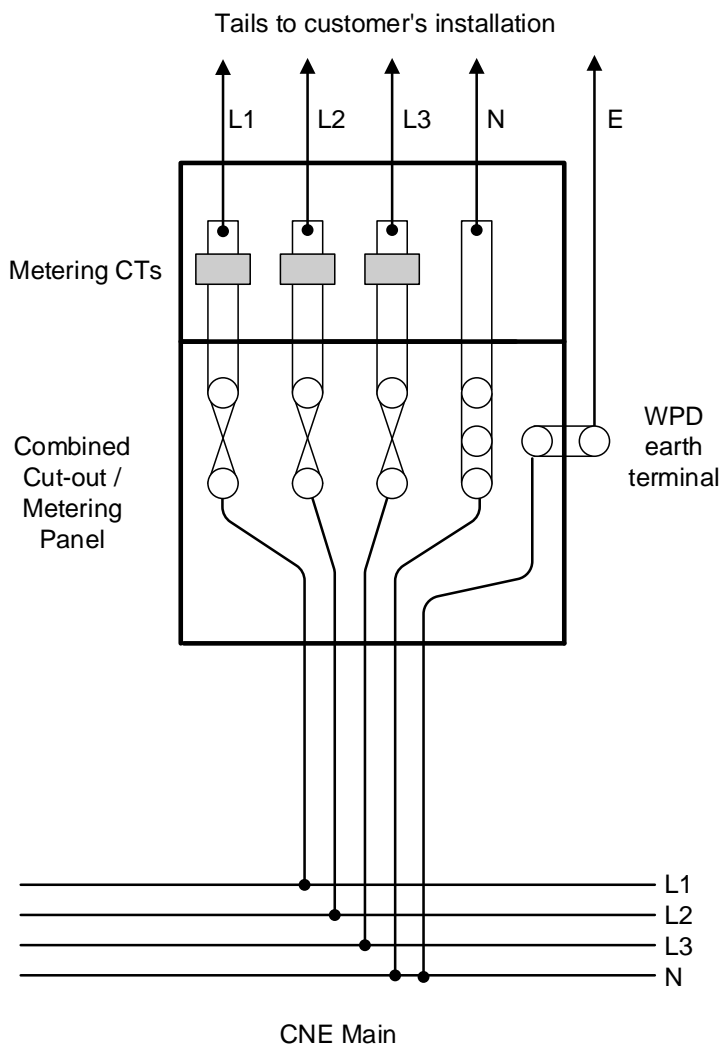 Tails to customer's installation
L1
L2
L3
N
E
Metering CTs
Combined
Cut-out /
Metering
Panel
WPD
earth
terminal
L1
L2
L3
N
CNE Main